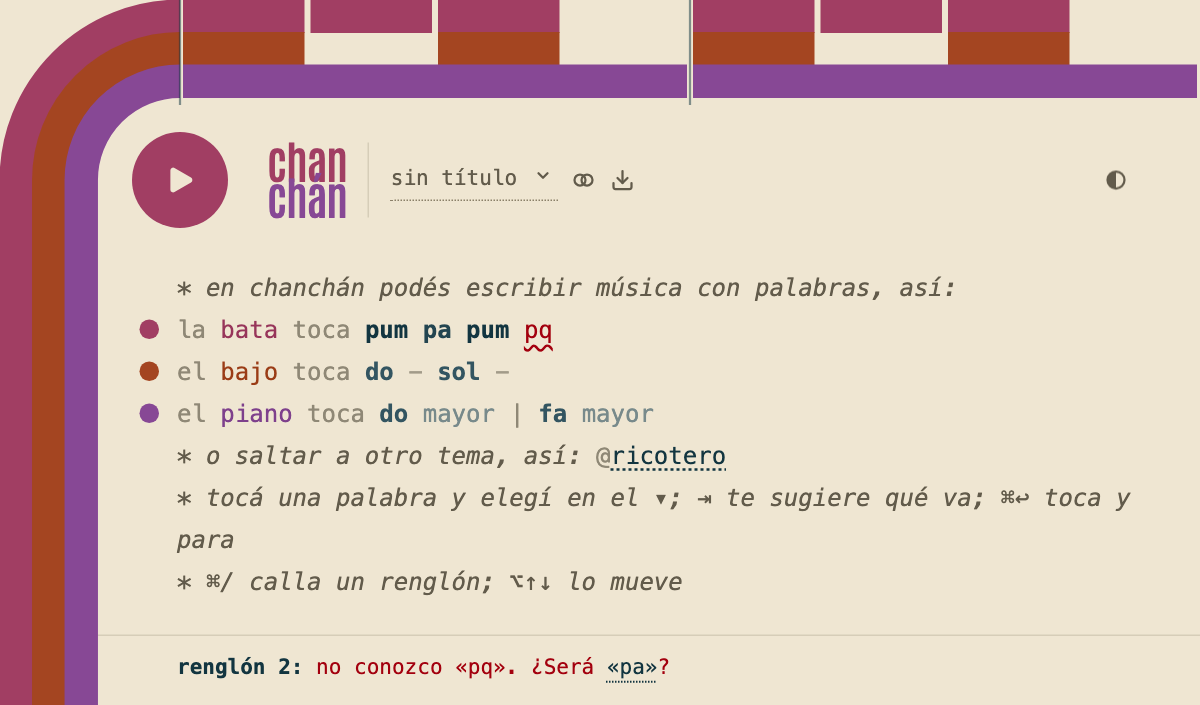 chan
chán
sin título
* en chanchán podés escribir música con palabras, así:
la bata toca pum pa pum pq
el bajo toca do – sol –
el piano toca do mayor | fa mayor
* o saltar a otro tema, así: @ricotero
* tocá una palabra y elegí en el ▾; ⇥ te sugiere qué va; ⌘↩ toca y
para
* ⌘/ calla un renglón; ⌥↑↓ lo mueve
renglón 2: no conozco «pq». ¿Será «pa»?